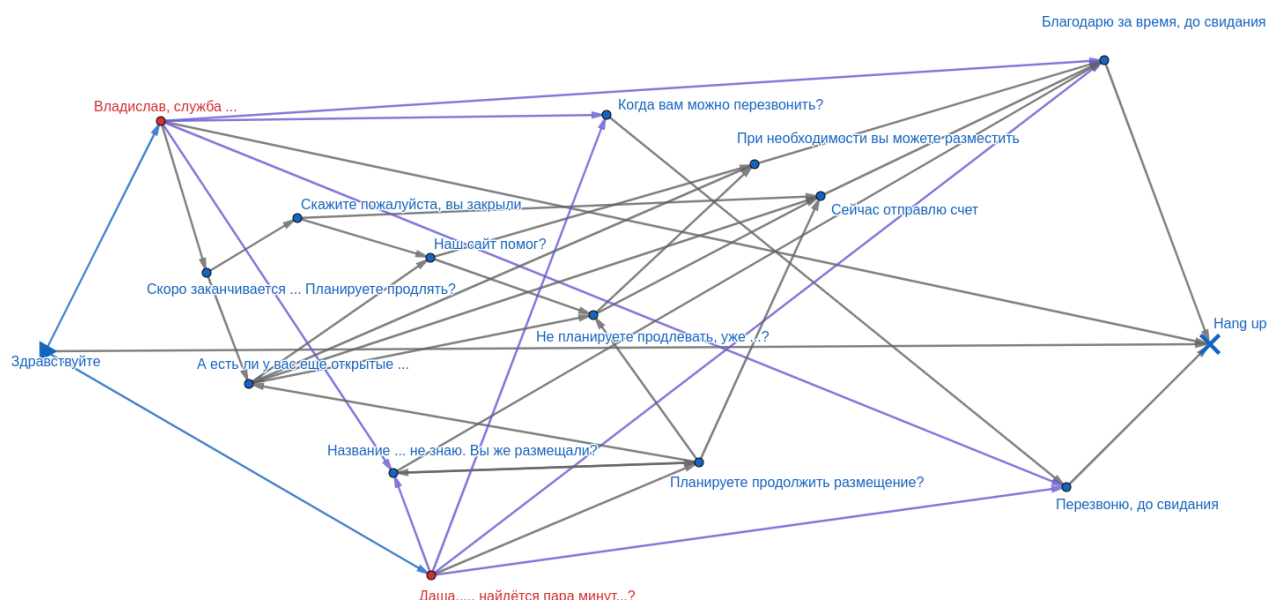 Благодарю за время, до свидания
Владислав, служба ...
Когда вам можно перезвонить?
При необходимости вы можете разместить
Скажите пожалуйста, вы закрыли
Сейчас отправлю счет
Наш сайт помог?
Скоро заканчивается ... Планируете продлять?
Hang up
Не планируете продлевать, уже ...?
Здравствуйте
А есть ли у вас еще открытые ...
Название ... не знаю. Вы же размещали?
Планируете продолжить размещение?
Перезвоню, до свидания
Даша,.... найдётся пара минут...?